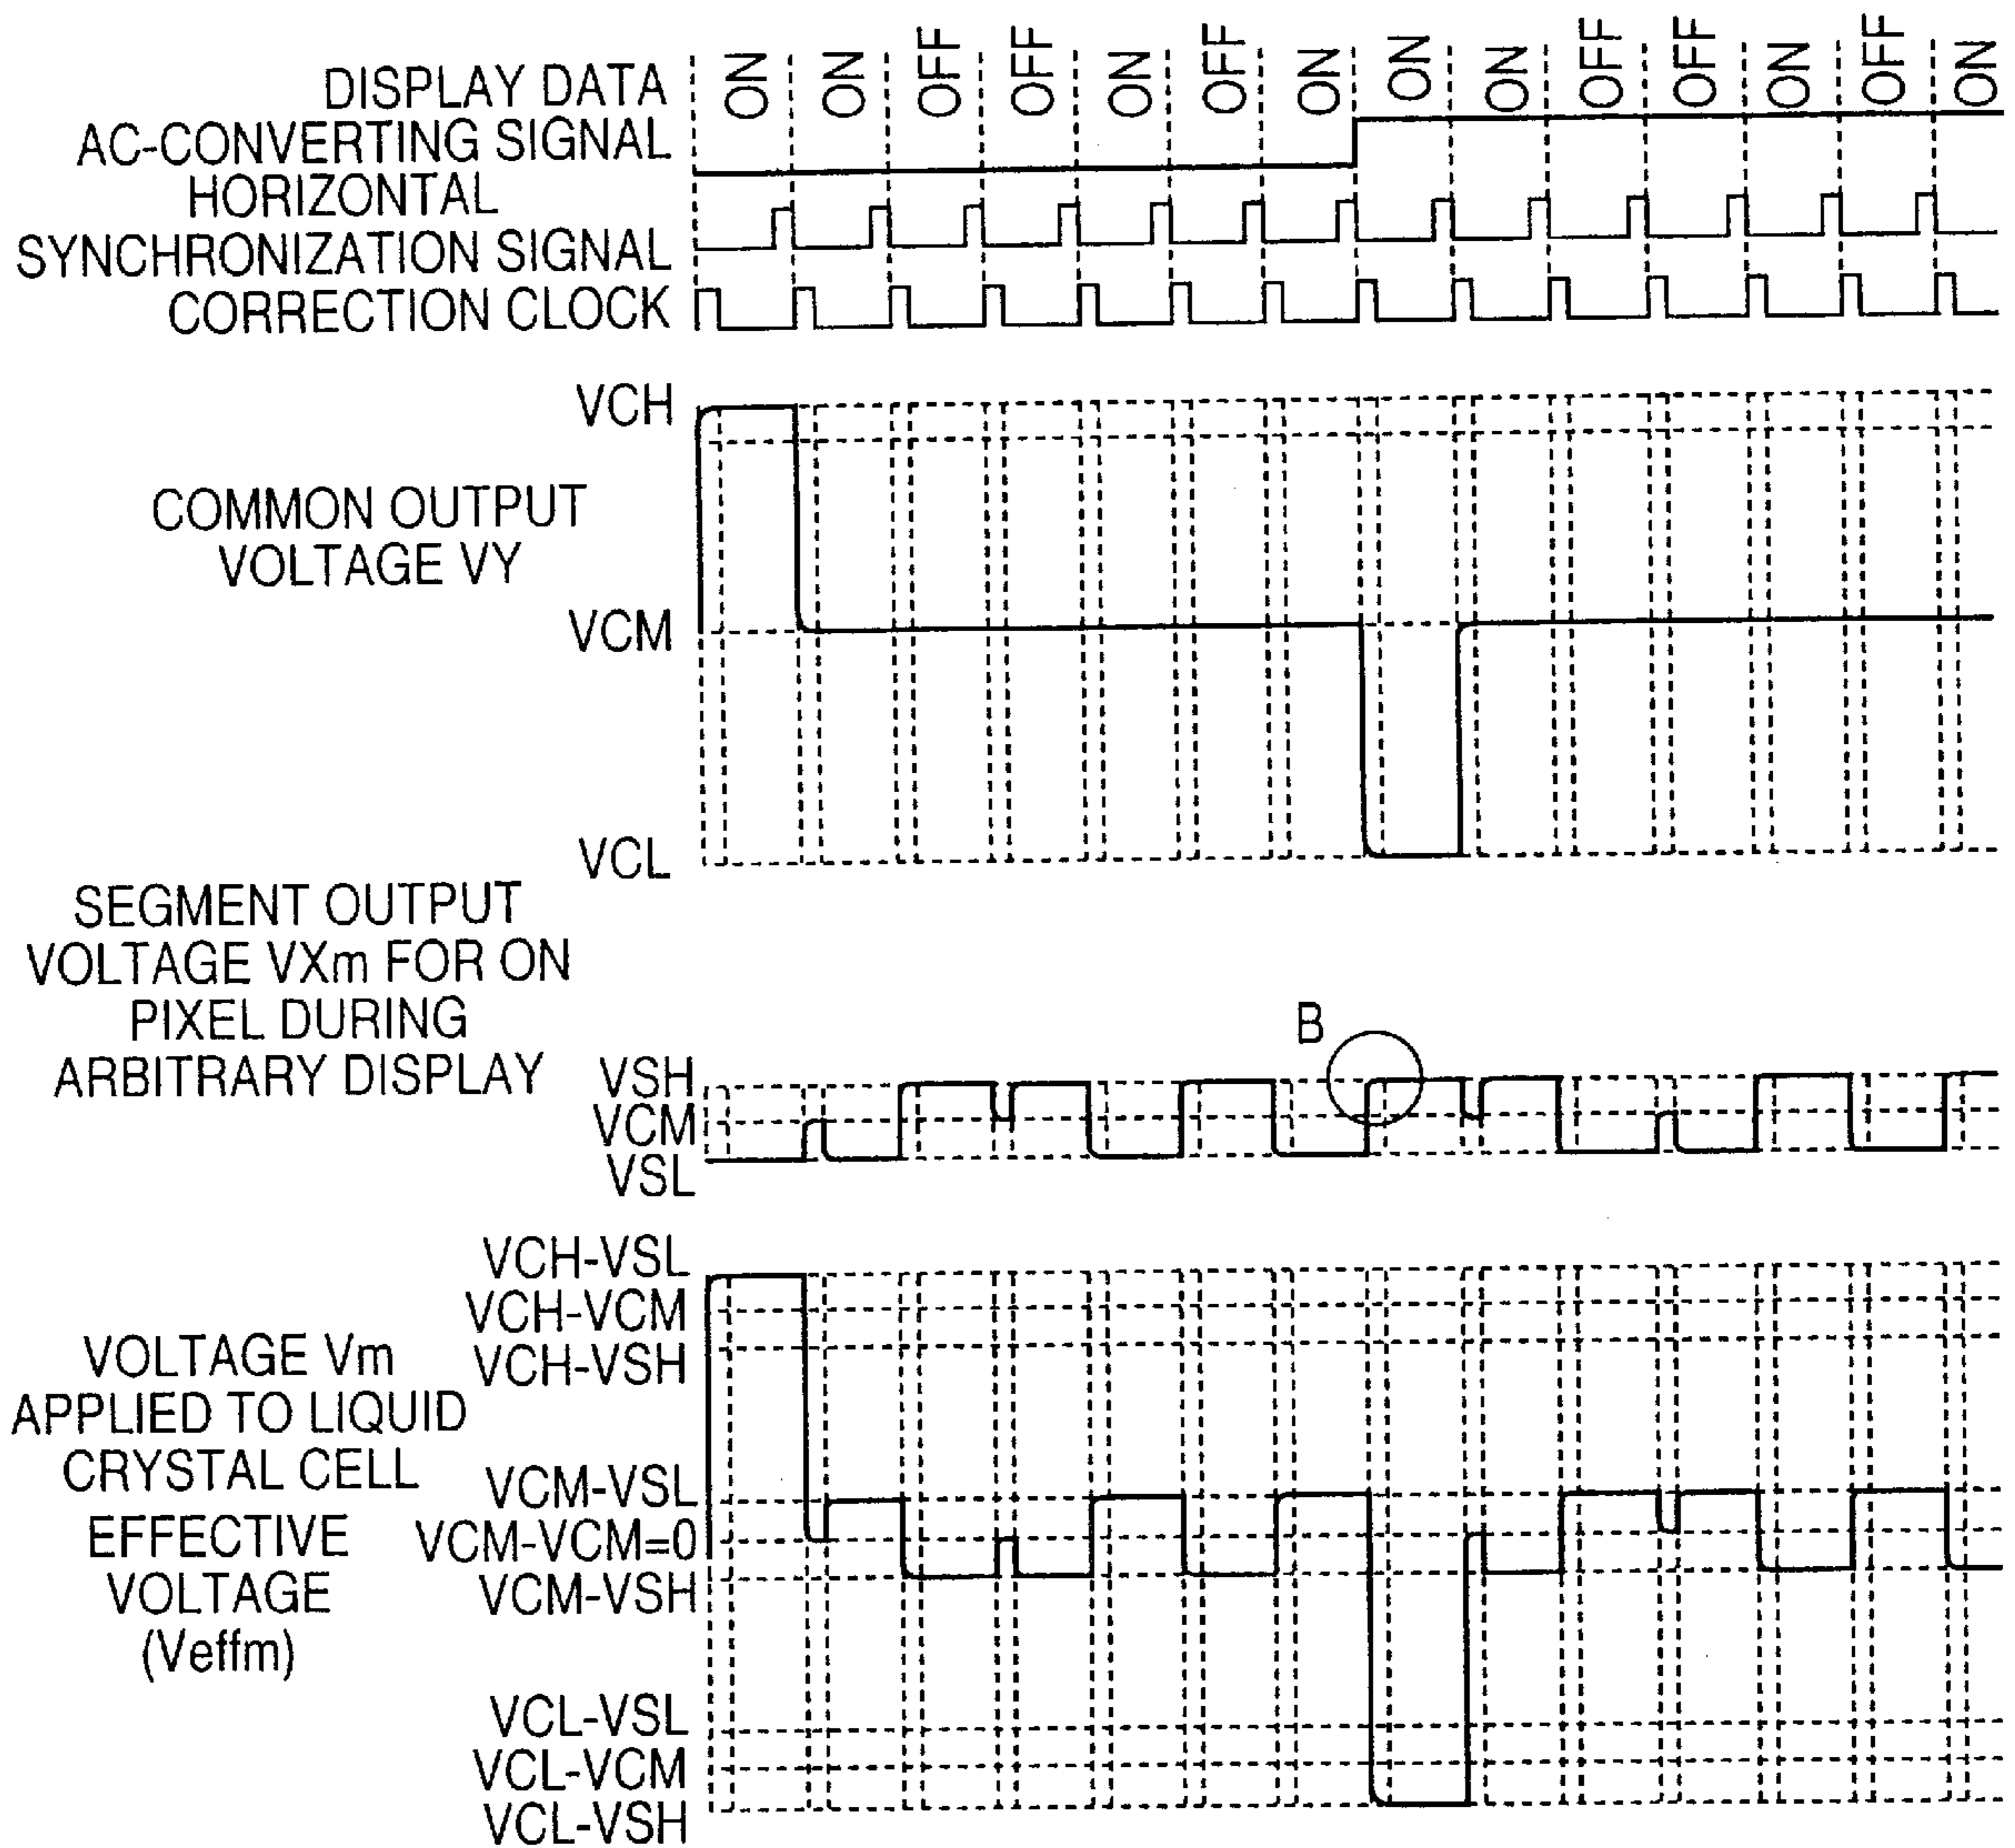 DISPLAY DATA ON ON OFF OFF ON OFF ON ON ON OFF OFF ON OFF ON
AC-CONVERTING SIGNAL
HORIZONTAL
SYNCHRONIZATION SIGNAL
CORRECTION CLOCK
VCH
COMMON OUTPUT
VOLTAGE VY
VCM
VCL
SEGMENT OUTPUT
VOLTAGE VXm FOR ON
PIXEL DURING
ARBITRARY DISPLAY
B
VSH
VCM
VSL
VCH-VSL
VCH-VCM
VCH-VSH
VOLTAGE Vm
APPLIED TO LIQUID
CRYSTAL CELL
EFFECTIVE
VOLTAGE
(Veffm)
VCM-VSL
VCM-VCM=0
VCM-VSH
VCL-VSL
VCL-VCM
VCL-VSH